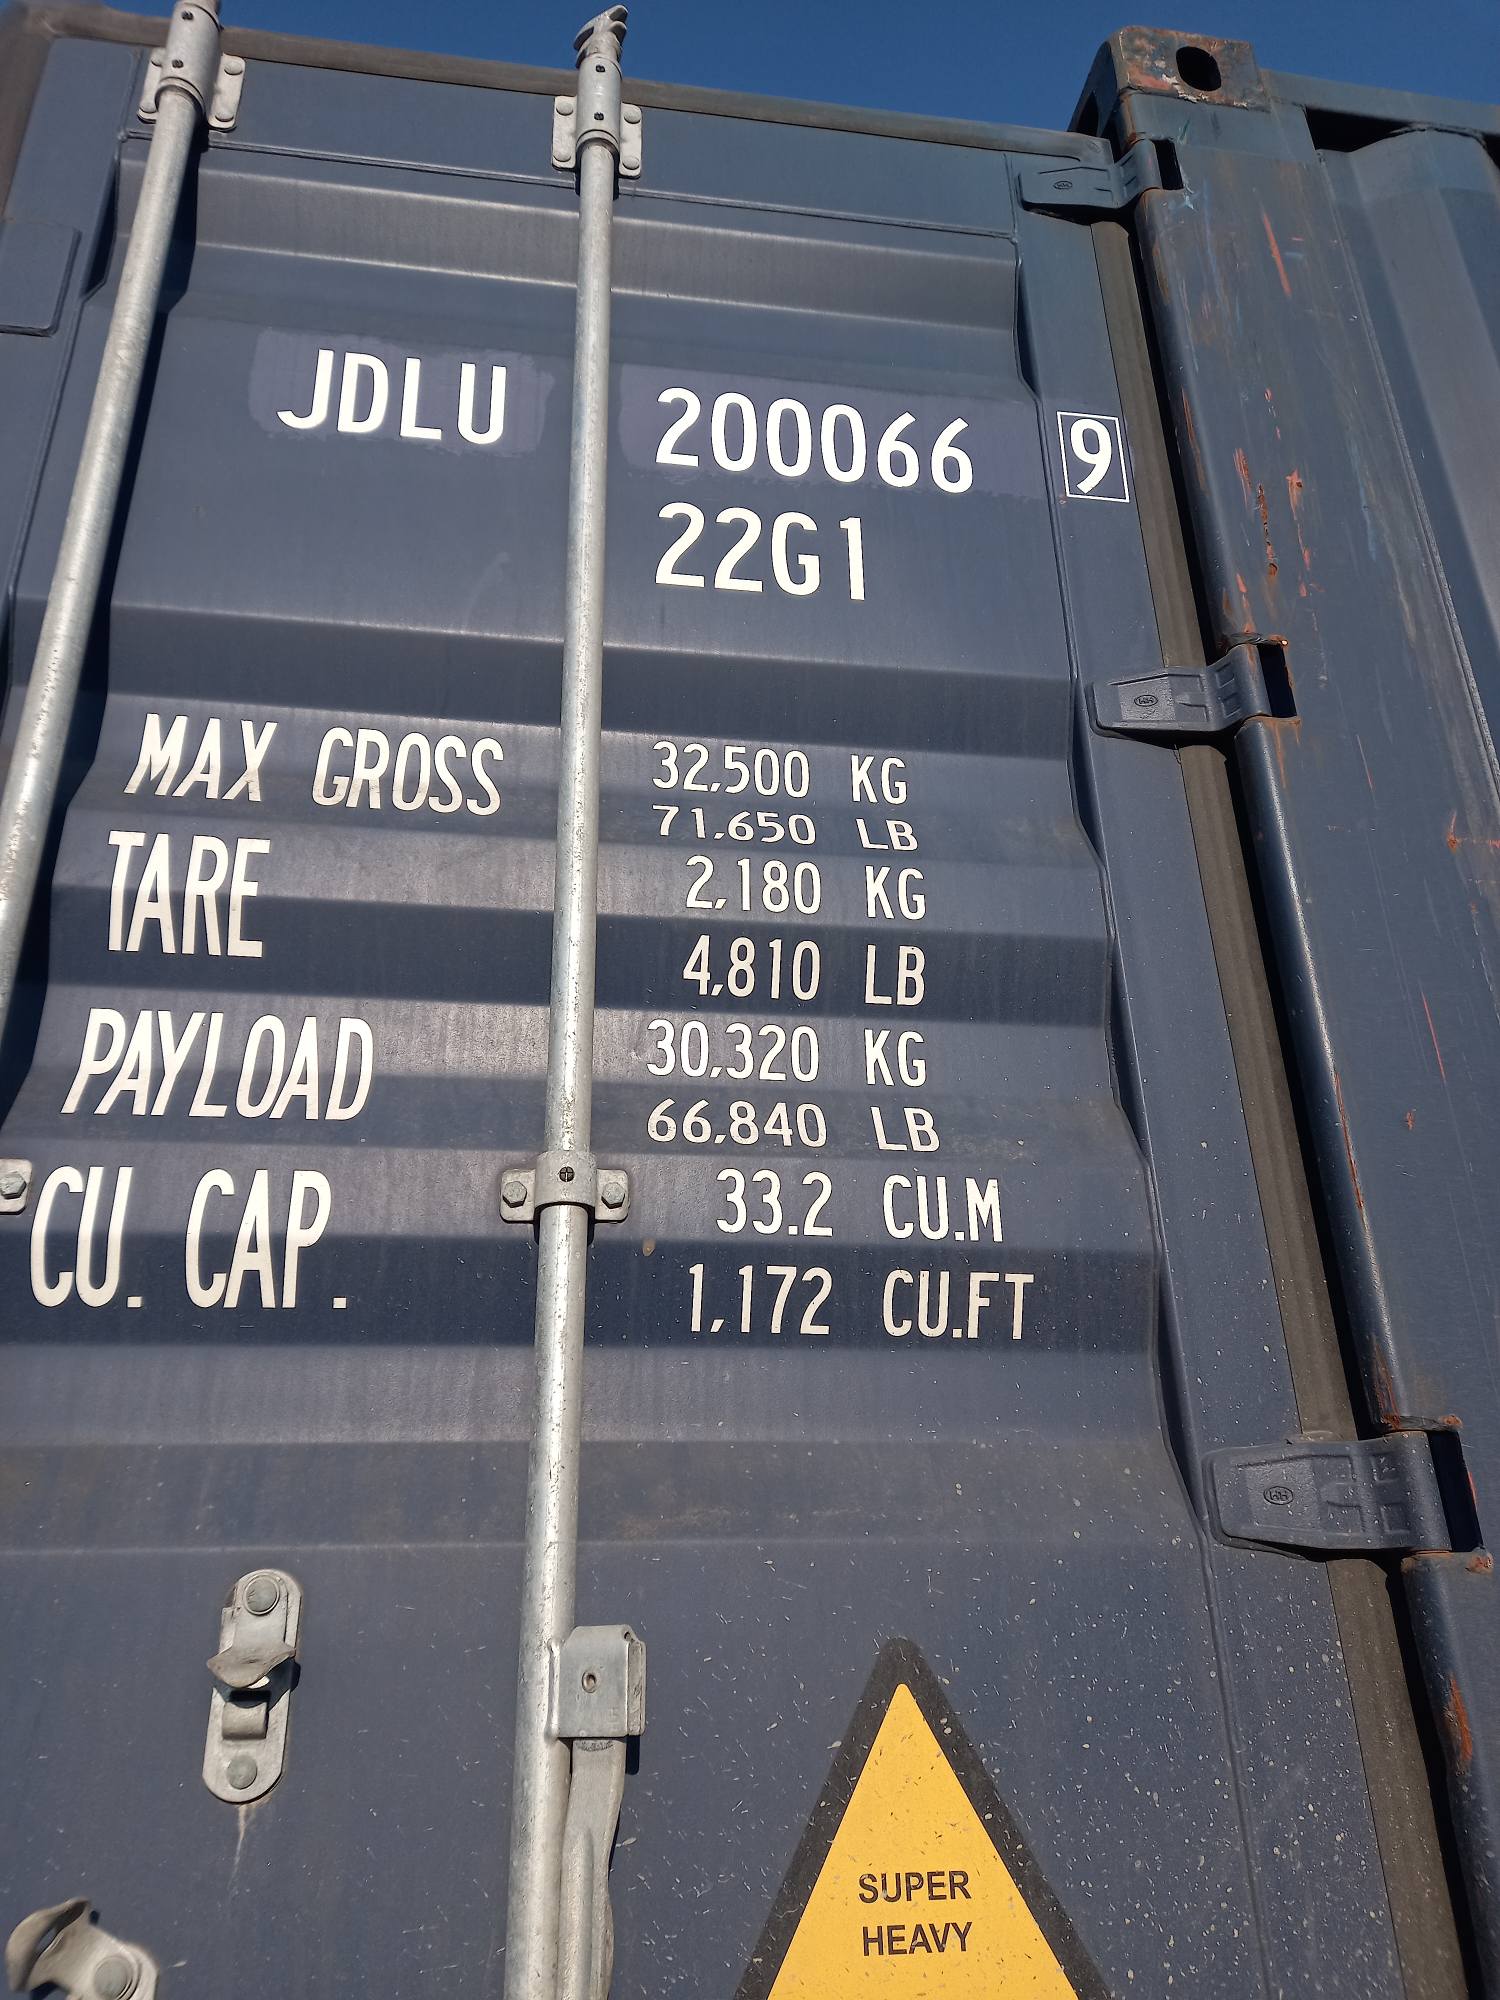 JDLU 200066 9
22G1
MAX GROSS 32,500 KG
71,650 LB
TARE 2,180 KG
4,810 LB
PAYLOAD 30,320 KG
66,840 LB
CU. CAP. 33.2 CU.M
1,172 CU.FT
SUPER
HEAVY